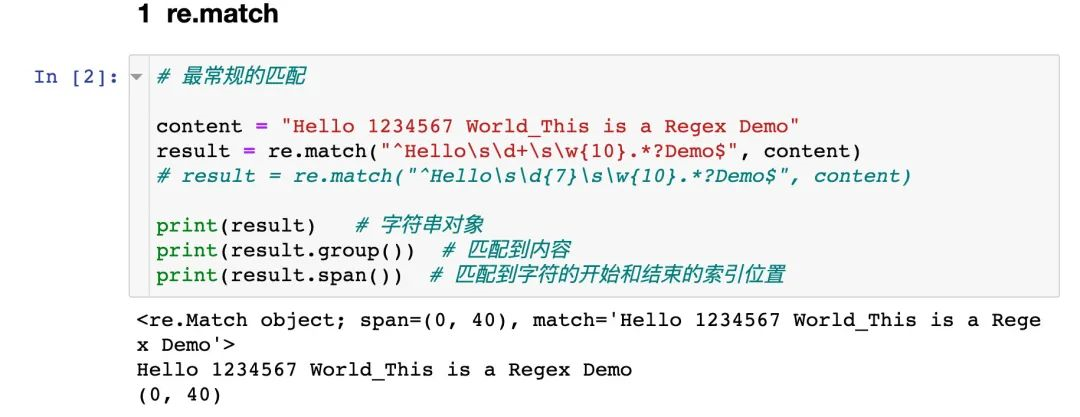 1 re.match
In [2]:
# 最常规的匹配
content = "Hello 1234567 World_This is a Regex Demo"
result = re.match("^Hello\s\d+\s\w{10}.*?Demo$", content)
# result = re.match("^Hello\s\d{7}\s\w{10}.*?Demo$", content)
print(result)   # 字符串对象
print(result.group())  # 匹配到内容
print(result.span())  # 匹配到字符的开始和结束的索引位置
<re.Match object; span=(0, 40), match='Hello 1234567 World_This is a Rege
x Demo'>
Hello 1234567 World_This is a Regex Demo
(0, 40)